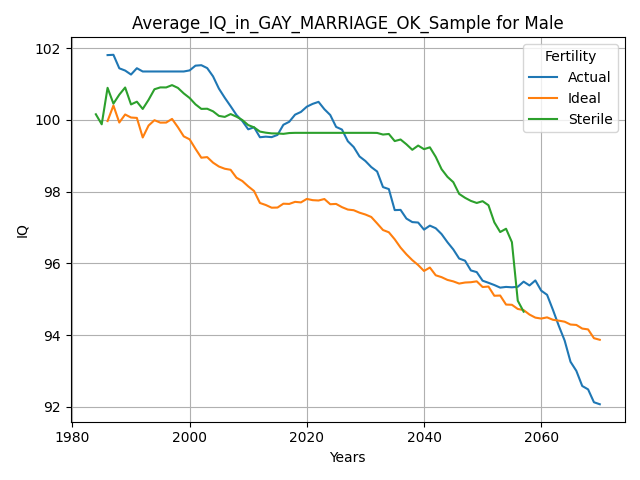 Average_IQ_in_GAY_MARRIAGE_OK_Sample for Male
102
100
98
96
94
92
IQ
1980
2000
2020
2040
2060
Years
Fertility
Actual
Ideal
Sterile